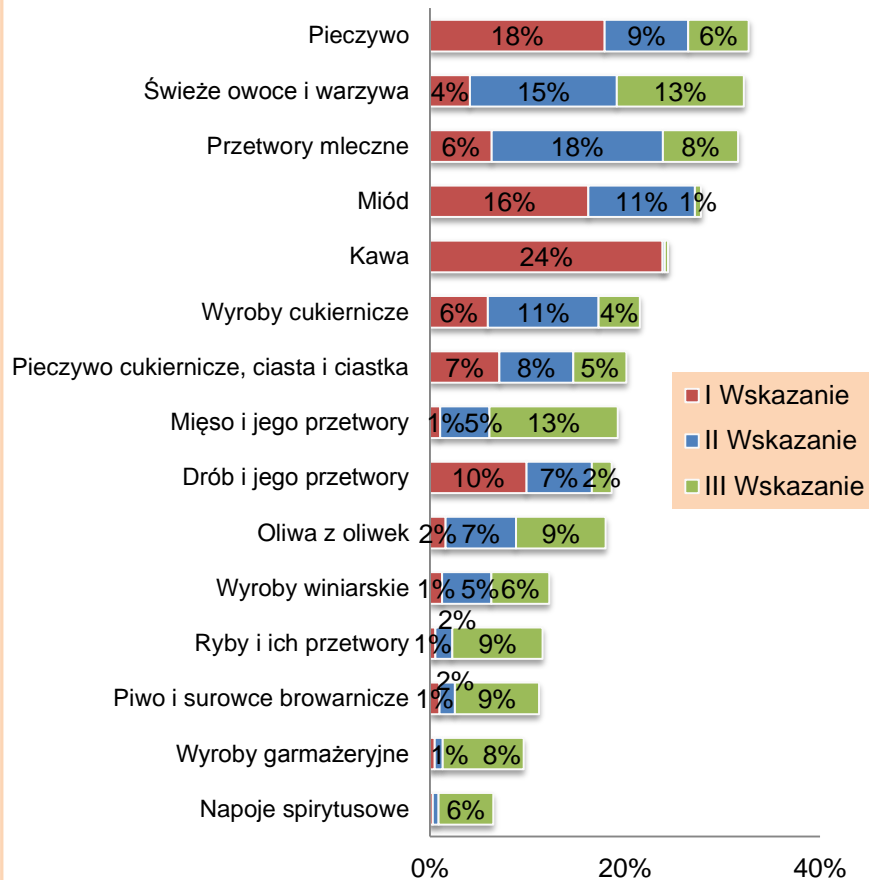 Pieczywo 18% 9% 6%
Świeże owoce i warzywa 4% 15% 13%
Przetwory mleczne 6% 18% 8%
Miód 16% 11% 1%
Kawa 24%
Wyroby cukiernicze 6% 11% 4%
Pieczywo cukiernicze, ciasta i ciastka 7% 8% 5%
Mięso i jego przetwory 1% 5% 13%
Drób i jego przetwory 10% 7% 2%
Oliwa z oliwek 2% 7% 9%
Wyroby winiarskie 1% 5% 6%
Ryby i ich przetwory 1% 2% 9%
Piwo i surowce browarnicze 1% 2% 9%
Wyroby garmażeryjne 1% 8%
Napoje spirytusowe 6%
0% 20% 40%
I Wskazanie
II Wskazanie
III Wskazanie